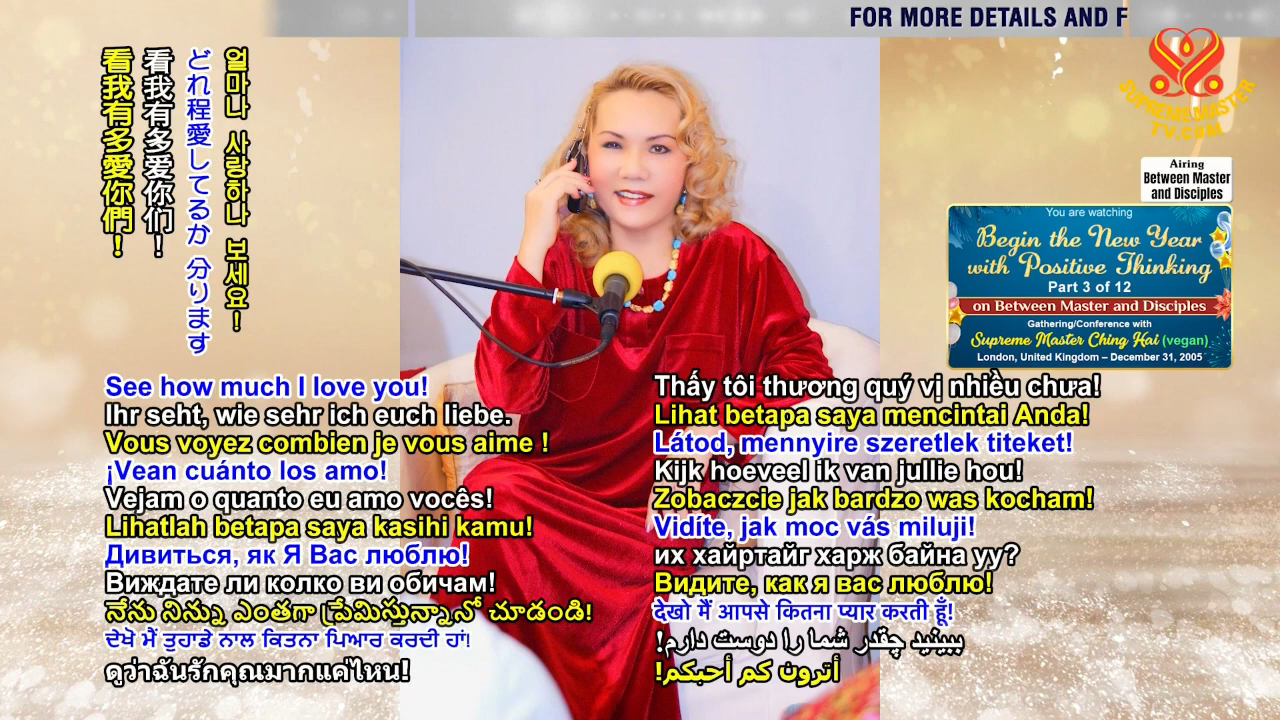 FOR MORE DETAILS AND F
SUPREMEMASTER
TV.COM
Airing
Between Master
and Disciples
You are watching
Begin the New Year
with Positive Thinking
Part 3 of 12
on Between Master and Disciples
Gathering/Conference with
Supreme Master Ching Hai (vegan)
London, United Kingdom – December 31, 2005
看我有多愛你們！
看我有多爱你们！
どれ程愛してるか 分ります
얼마나 사랑하나 보세요!
See how much I love you!
Ihr seht, wie sehr ich euch liebe.
Vous voyez combien je vous aime !
¡Vean cuánto los amo!
Vejam o quanto eu amo vocês!
Lihatlah betapa saya kasihi kamu!
Дивиться, як Я Вас люблю!
Виждате ли колко ви обичам!
నేను నిన్ను ఎంతగా ప్రేమిస్తున్నానో చూడండి!
ਦੇਖੋ ਮੈਂ ਤੁਹਾਡੇ ਨਾਲ ਕਿਤਨਾ ਪਿਆਰ ਕਰਦੀ ਹਾਂ!
ดูว่าฉันรักคุณมากแค่ไหน!
Thấy tôi thương quý vị nhiều chưa!
Lihat betapa saya mencintai Anda!
Látod, mennyire szeretlek titeket!
Kijk hoeveel ik van jullie hou!
Zobaczcie jak bardzo was kocham!
Vidíte, jak moc vás miluji!
их хайртайг харж байна уу?
Видите, как я вас люблю!
देखो मैं आपसे कितना प्यार करती हूँ!
ببینید چقدر شما را دوست دارم!
أترون كم أحبكم!